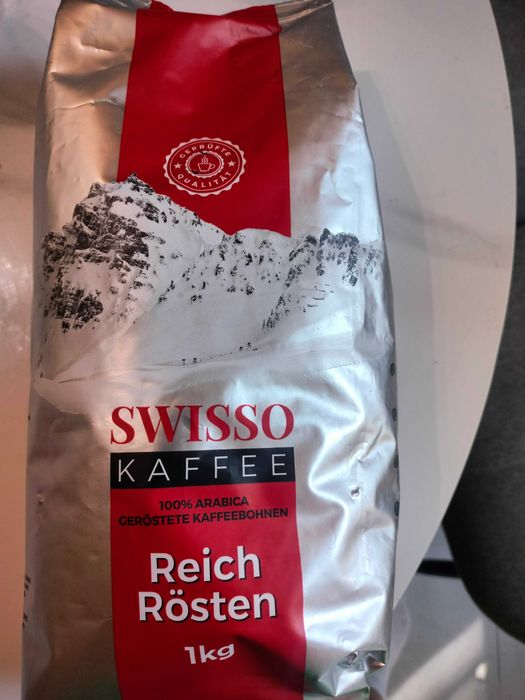 GEPRÜFTE
QUALITÄT
SWISSO
KAFFEE
100% ARABICA
GERÖSTETE KAFFEEBOHNEN
Reich
Rösten
1kg